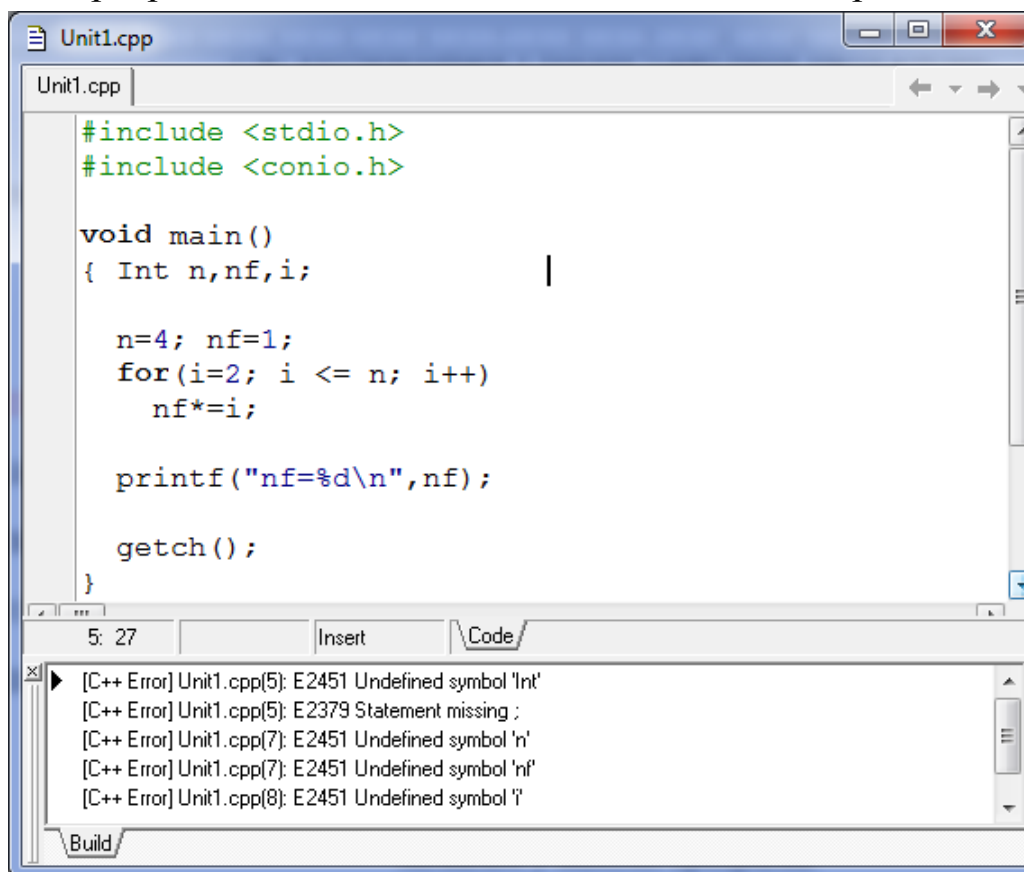 Unit1.cpp
Unit1.cpp
#include <stdio.h>
#include <conio.h>
void main()
{ Int n,nf,i;
n=4; nf=1;
for(i=2; i <= n; i++)
nf*=i;
printf("nf=%d\n",nf);
getch();
}
5: 27 Insert Code
[C++ Error] Unit1.cpp(5): E2451 Undefined symbol 'Int'
[C++ Error] Unit1.cpp(5): E2379 Statement missing ;
[C++ Error] Unit1.cpp(7): E2451 Undefined symbol 'n'
[C++ Error] Unit1.cpp(7): E2451 Undefined symbol 'nf'
[C++ Error] Unit1.cpp(8): E2451 Undefined symbol 'i'
Build